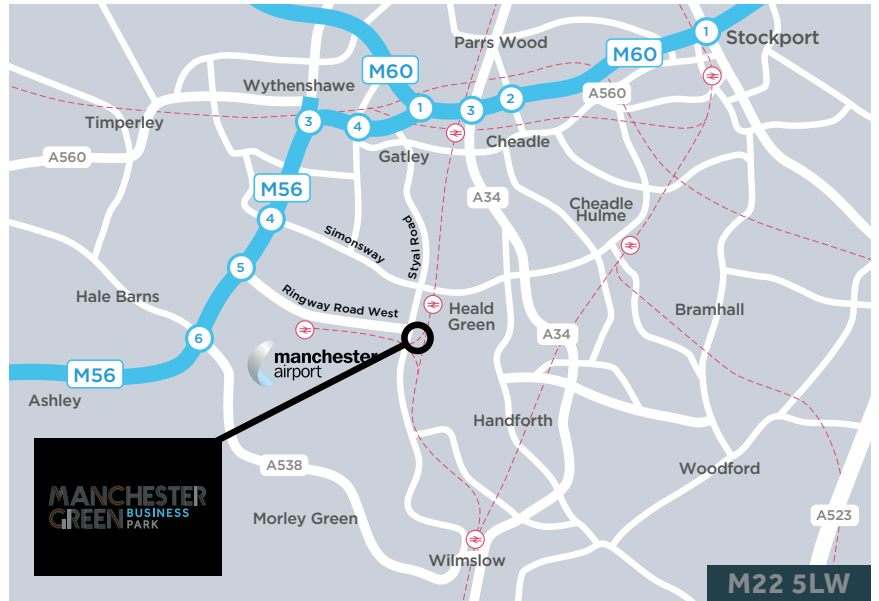 1
Stockport
Parrs Wood
M60
M60
Wythenshawe
2
A560
1
3
3
4
Timperley
Cheadle
Gatley
A560
M56
A34
Cheadle
Hulme
4
Simonsway
Styal Road
5
Hale Barns
Ringway Road West
Heald
Green
Bramhall
6
A34
manchester
airport
M56
Ashley
Handforth
A538
Woodford
MANCHESTER
GREEN BUSINESS
PARK
Morley Green
A523
Wilmslow
M22 5LW